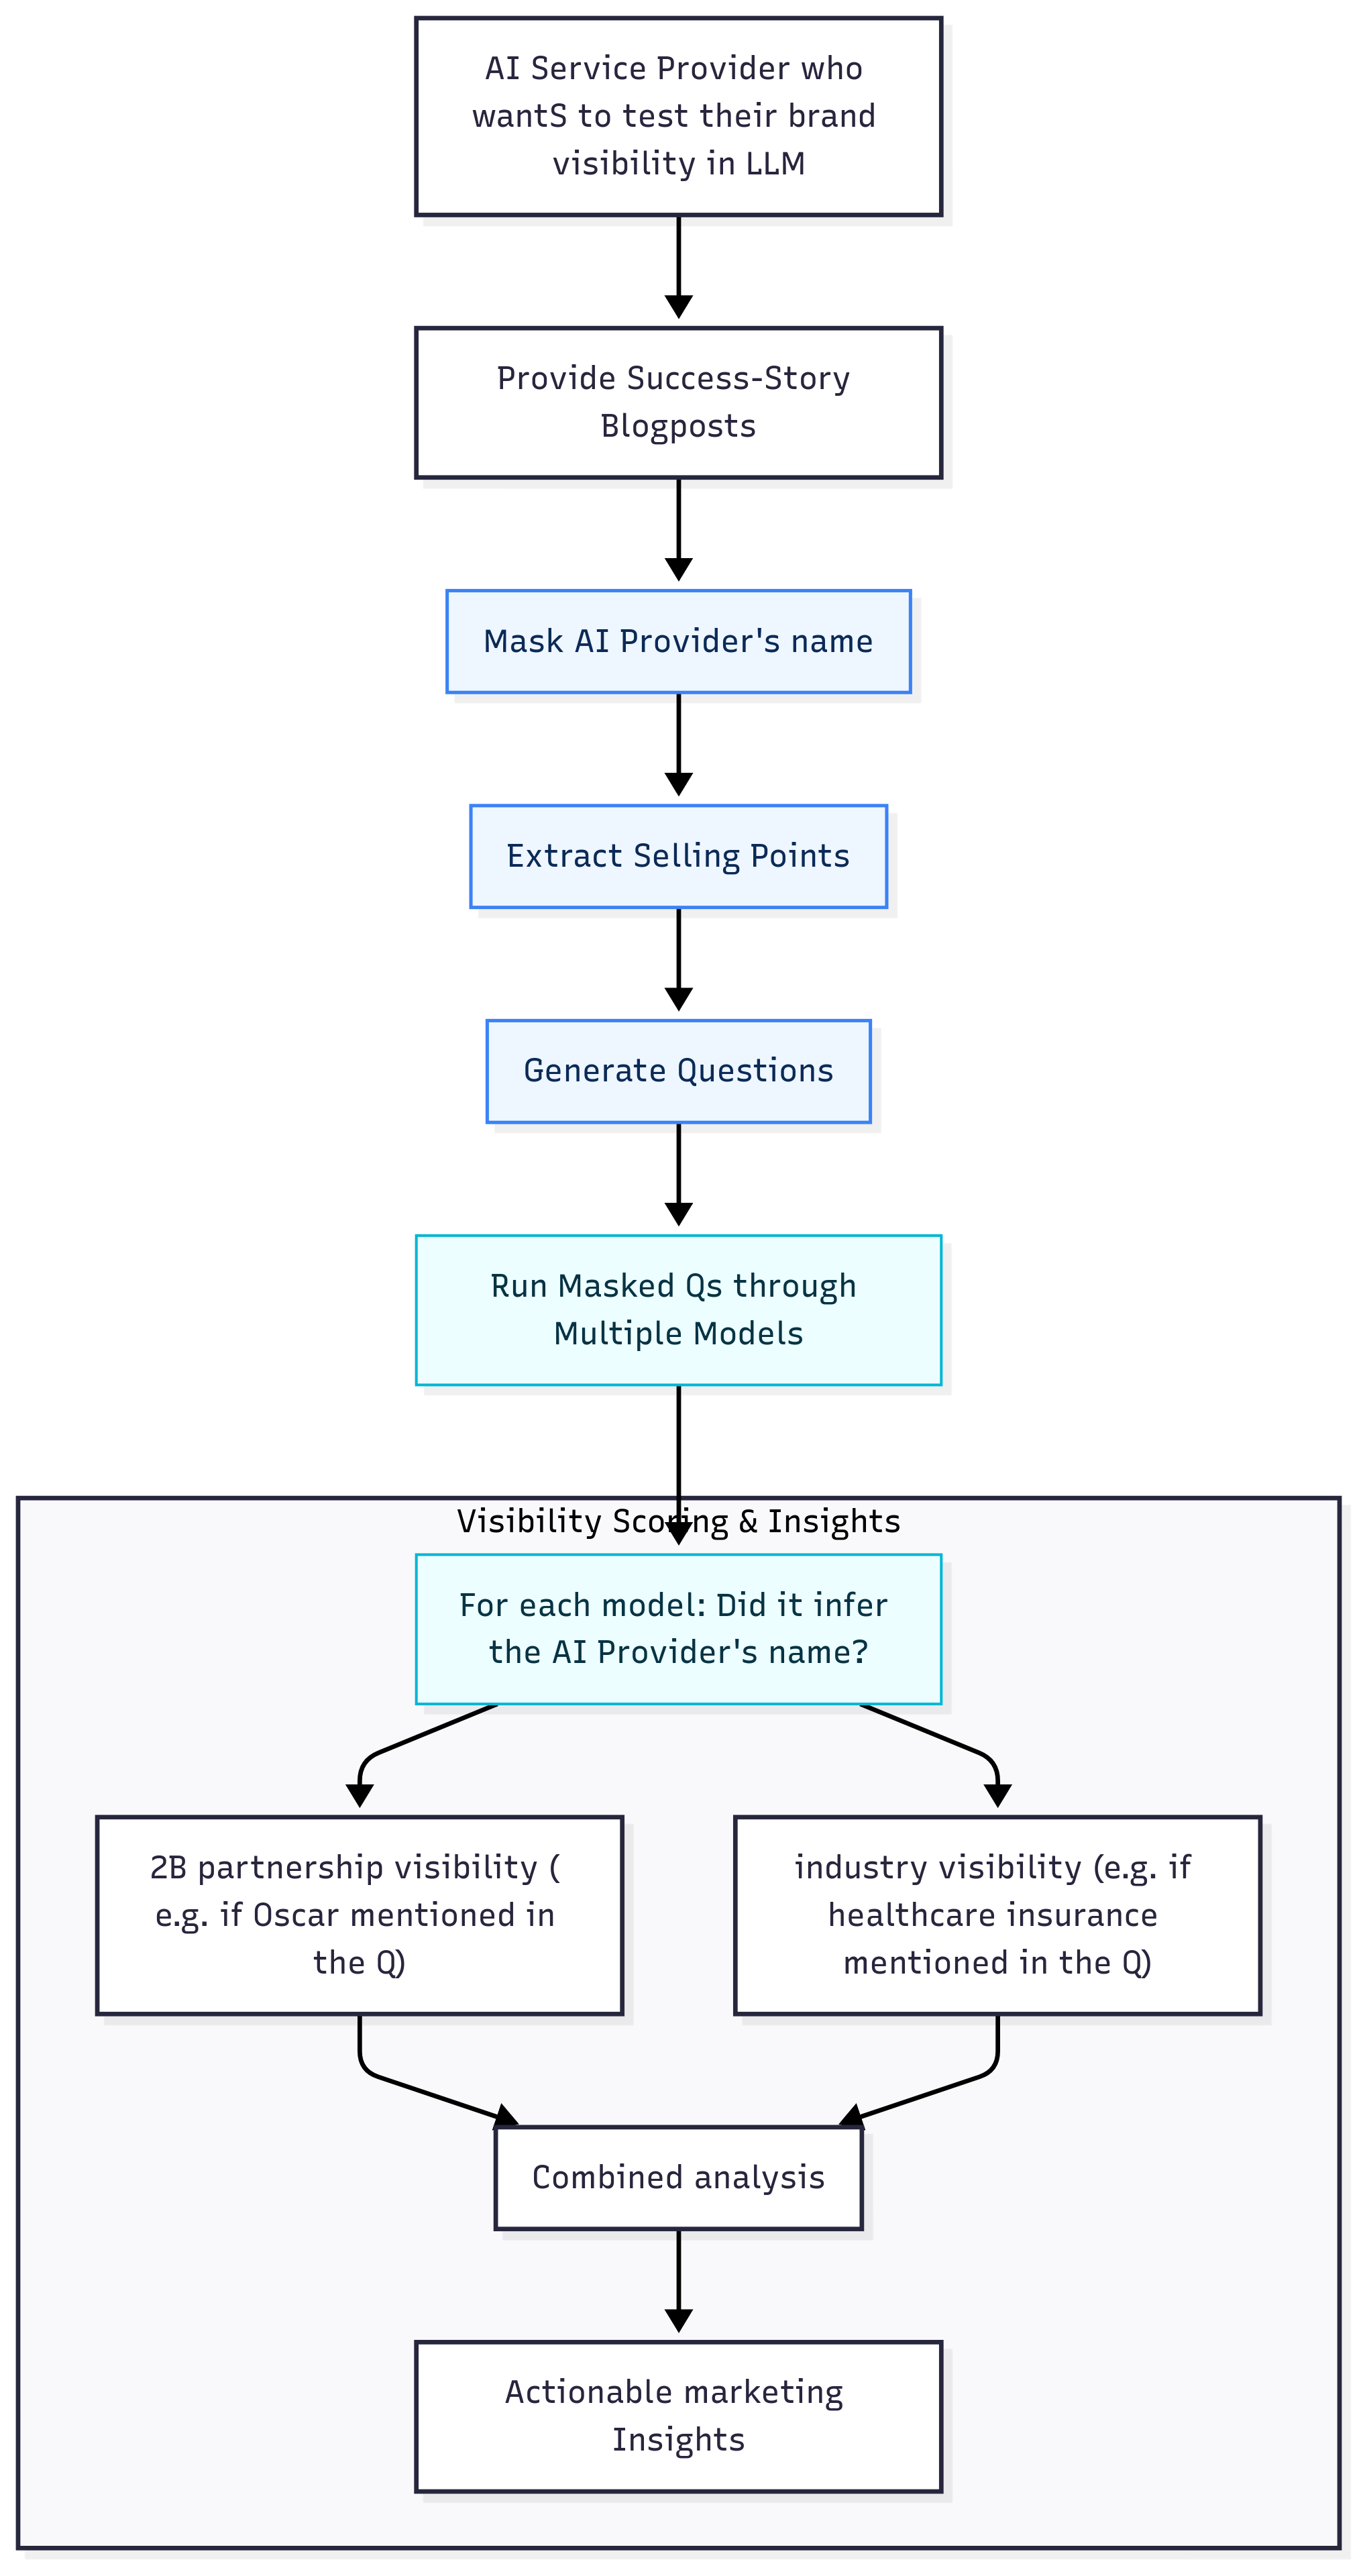 AI Service Provider who
wantS to test their brand
visibility in LLM
Provide Success-Story
Blogposts
Mask AI Provider's name
Extract Selling Points
Generate Questions
Run Masked Qs through
Multiple Models
Visibility Scoring & Insights
For each model: Did it infer
the AI Provider's name?
2B partnership visibility (
e.g. if Oscar mentioned in
the Q)
industry visibility (e.g. if
healthcare insurance
mentioned in the Q)
Combined analysis
Actionable marketing
Insights